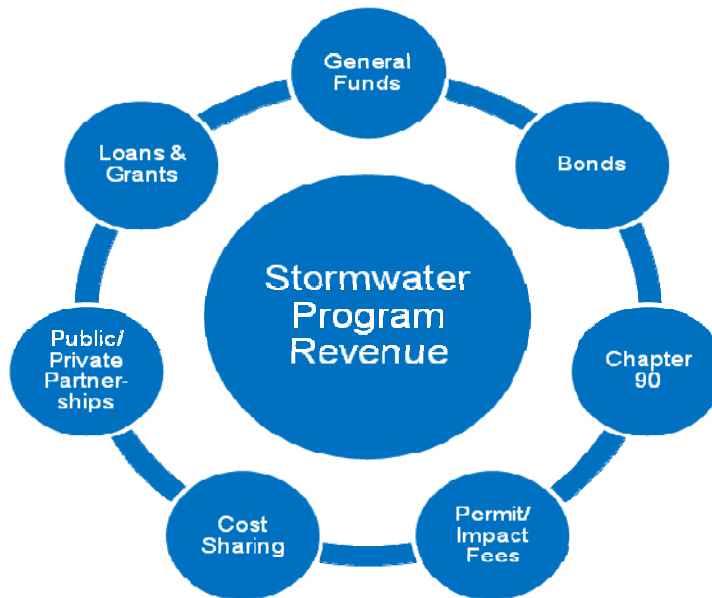 General
Funds
Loans &
Grants
Bonds
Stormwater
Program
Revenue
Public/
Private
Partner-
ships
Chapter
90
Cost
Sharing
Permit/
Impact
Fees